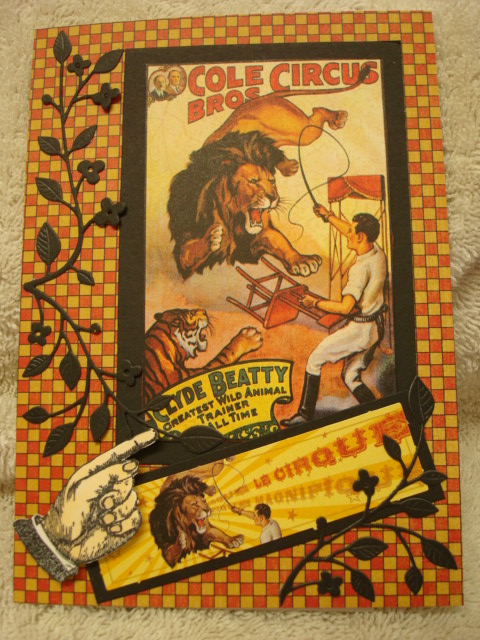 COLE CIRCUS
BROS.
CLYDE BEATTY
GREATEST WILD ANIMAL
TRAINER
ALL TIME
LE CIRQUE
MAGNIFIQUE